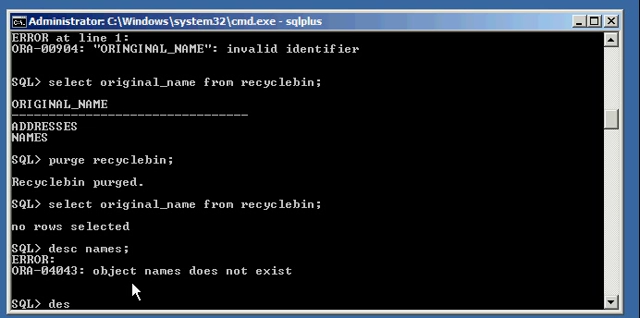 Administrator: C:\Windows\system32\cmd.exe - sqlplus
ERROR at line 1:
ORA-00904: "ORINGINAL_NAME": invalid identifier
SQL> select original_name from recyclebin;
ORIGINAL_NAME
--------------------------------
ADDRESSES
NAMES
SQL> purge recyclebin;
Recyclebin purged.
SQL> select original_name from recyclebin;
no rows selected
SQL> desc names;
ERROR:
ORA-04043: object names does not exist
SQL> des